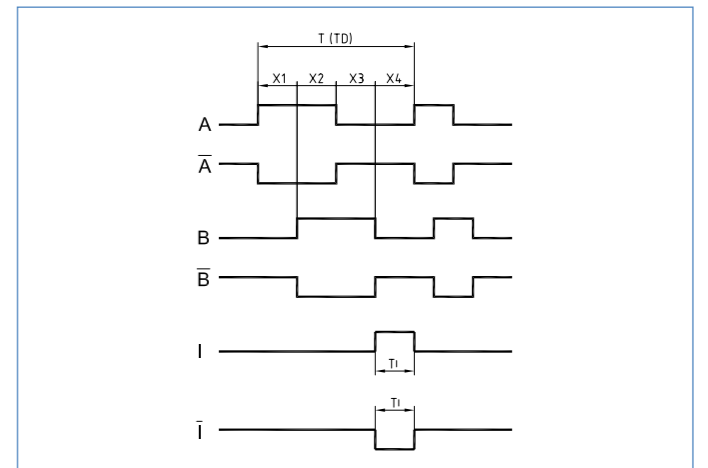 T (TD)
X1 X2 X3 X4
A
A̅
B
B̅
I
TI
TI
I̅